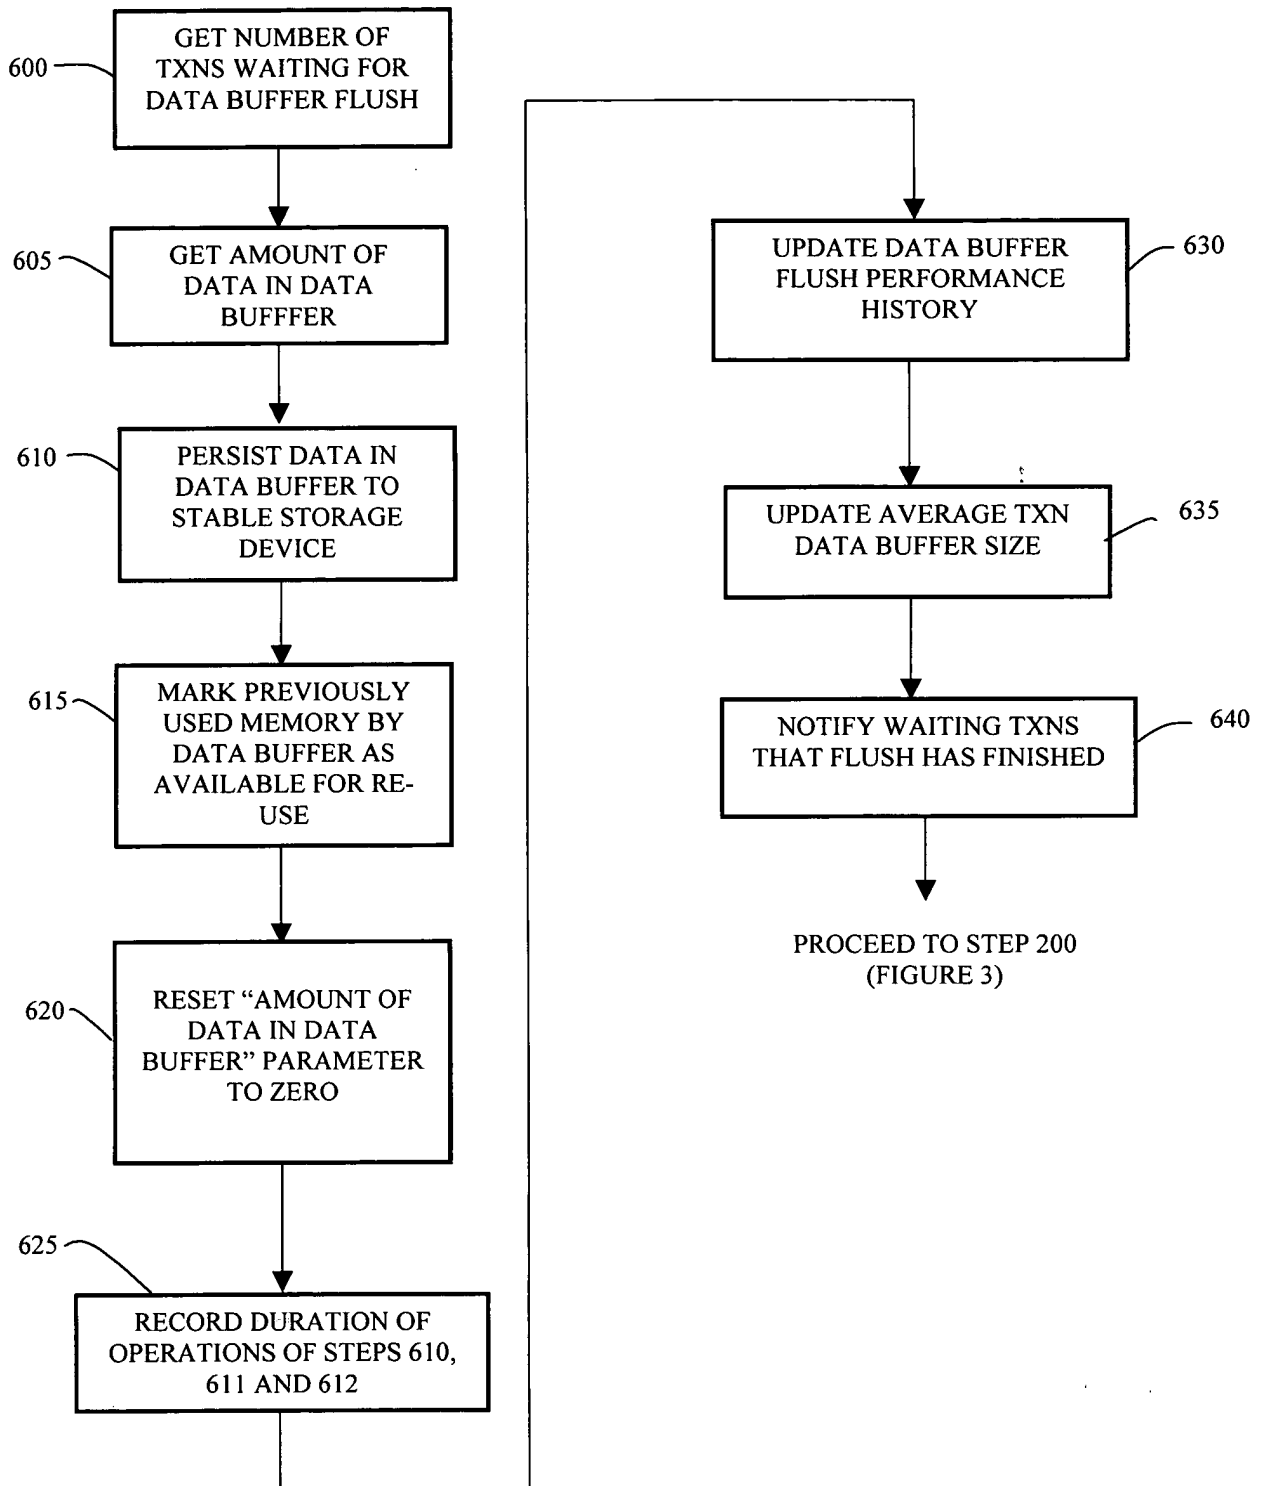 600
GET NUMBER OF
TXNS WAITING FOR
DATA BUFFER FLUSH
605
GET AMOUNT OF
DATA IN DATA
BUFFFER
610
PERSIST DATA IN
DATA BUFFER TO
STABLE STORAGE
DEVICE
615
MARK PREVIOUSLY
USED MEMORY BY
DATA BUFFER AS
AVAILABLE FOR RE-
USE
620
RESET “AMOUNT OF
DATA IN DATA
BUFFER” PARAMETER
TO ZERO
625
RECORD DURATION OF
OPERATIONS OF STEPS 610,
611 AND 612
UPDATE DATA BUFFER
FLUSH PERFORMANCE
HISTORY
630
UPDATE AVERAGE TXN
DATA BUFFER SIZE
635
NOTIFY WAITING TXNS
THAT FLUSH HAS FINISHED
640
PROCEED TO STEP 200
(FIGURE 3)